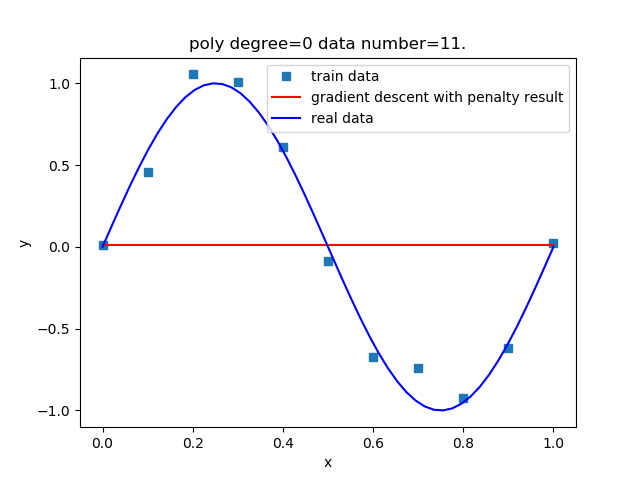 poly degree=0 data number=11.
train data
gradient descent with penalty result
real data
1.0
0.5
0.0
−0.5
−1.0
y
0.0 0.2 0.4 0.6 0.8 1.0
x